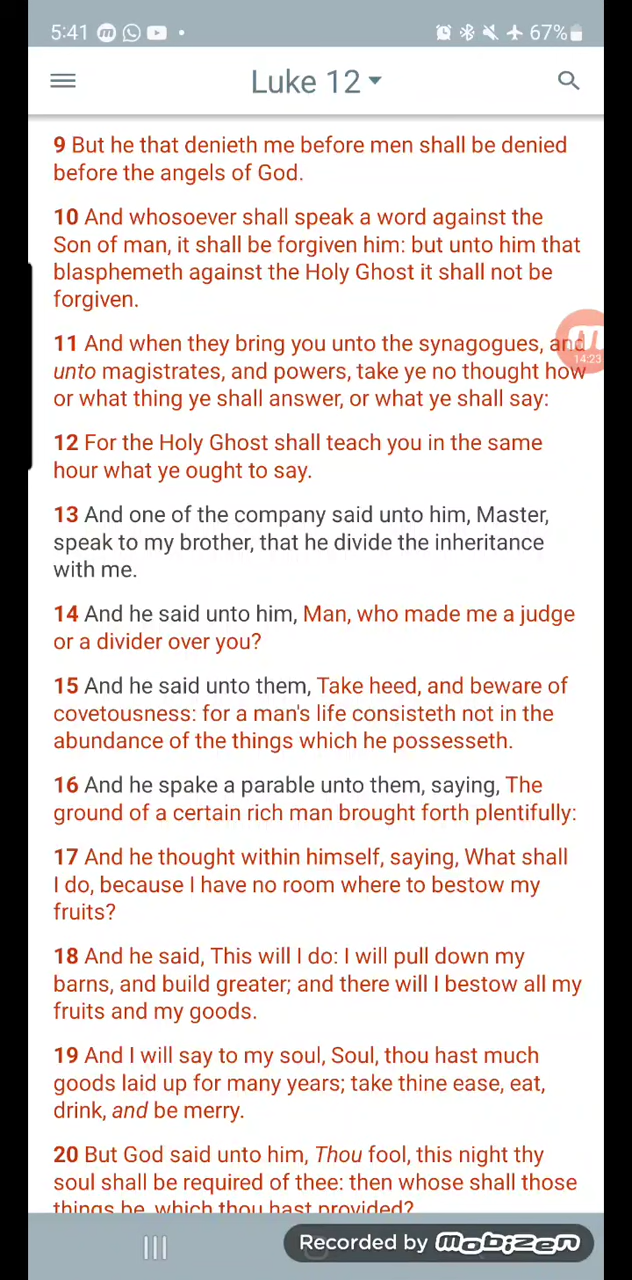 5:41
67%
Luke 12
9 But he that denieth me before men shall be denied
before the angels of God.
10 And whosoever shall speak a word against the
Son of man, it shall be forgiven him: but unto him that
blasphemeth against the Holy Ghost it shall not be
forgiven.
11 And when they bring you unto the synagogues, and
unto magistrates, and powers, take ye no thought how
14:23
or what thing ye shall answer, or what ye shall say:
12 For the Holy Ghost shall teach you in the same
hour what ye ought to say.
13 And one of the company said unto him, Master,
speak to my brother, that he divide the inheritance
with me.
14 And he said unto him, Man, who made me a judge
or a divider over you?
15 And he said unto them, Take heed, and beware of
covetousness: for a man's life consisteth not in the
abundance of the things which he possesseth.
16 And he spake a parable unto them, saying, The
ground of a certain rich man brought forth plentifully:
17 And he thought within himself, saying, What shall
I do, because I have no room where to bestow my
fruits?
18 And he said, This will I do: I will pull down my
barns, and build greater; and there will I bestow all my
fruits and my goods.
19 And I will say to my soul, Soul, thou hast much
goods laid up for many years; take thine ease, eat,
drink, and be merry.
20 But God said unto him, Thou fool, this night thy
soul shall be required of thee: then whose shall those
things be, which thou hast provided?
Recorded by mobizen